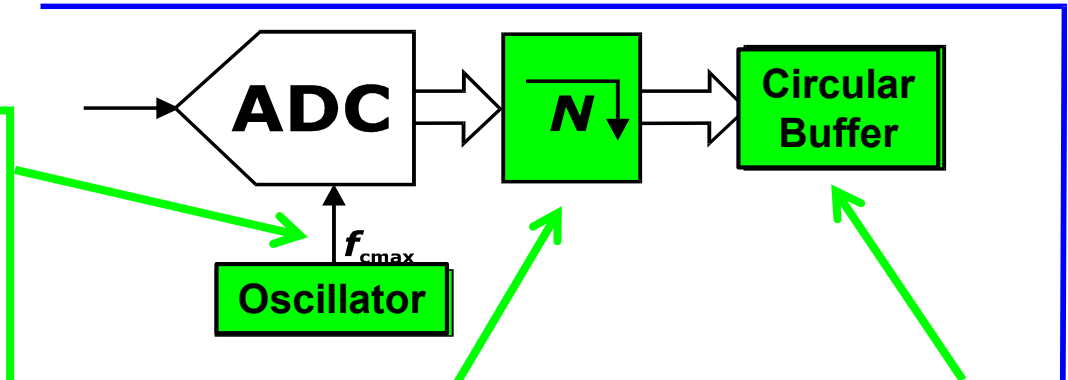 ADC
N
Circular
Buffer
fcmax
Oscillator